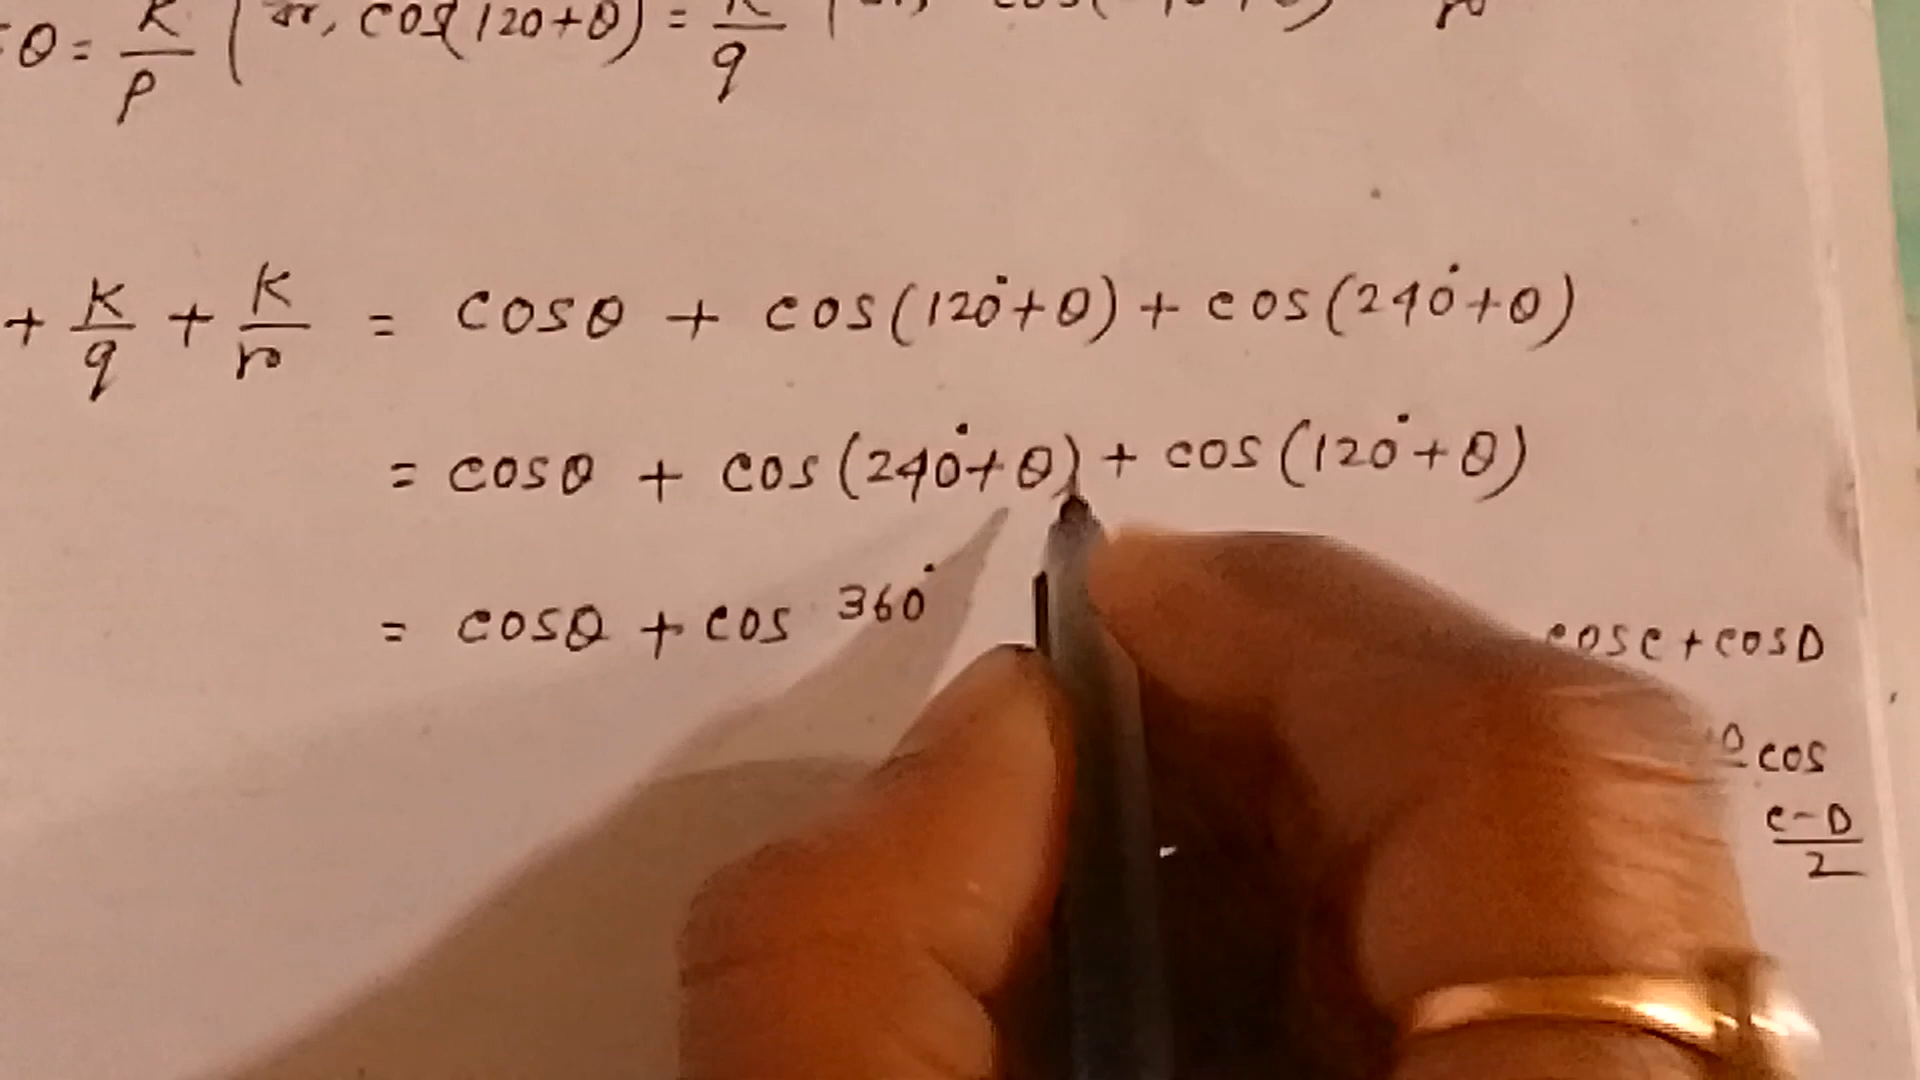 θ = K/p | or, cos(120+θ) = K/q |
+ K/q + K/r = cosθ + cos(120°+θ) + cos(240°+θ)
= cosθ + cos(240°+θ) + cos(120°+θ)
= cosθ + cos 360°
cosC + cosD
cos
C-D/2